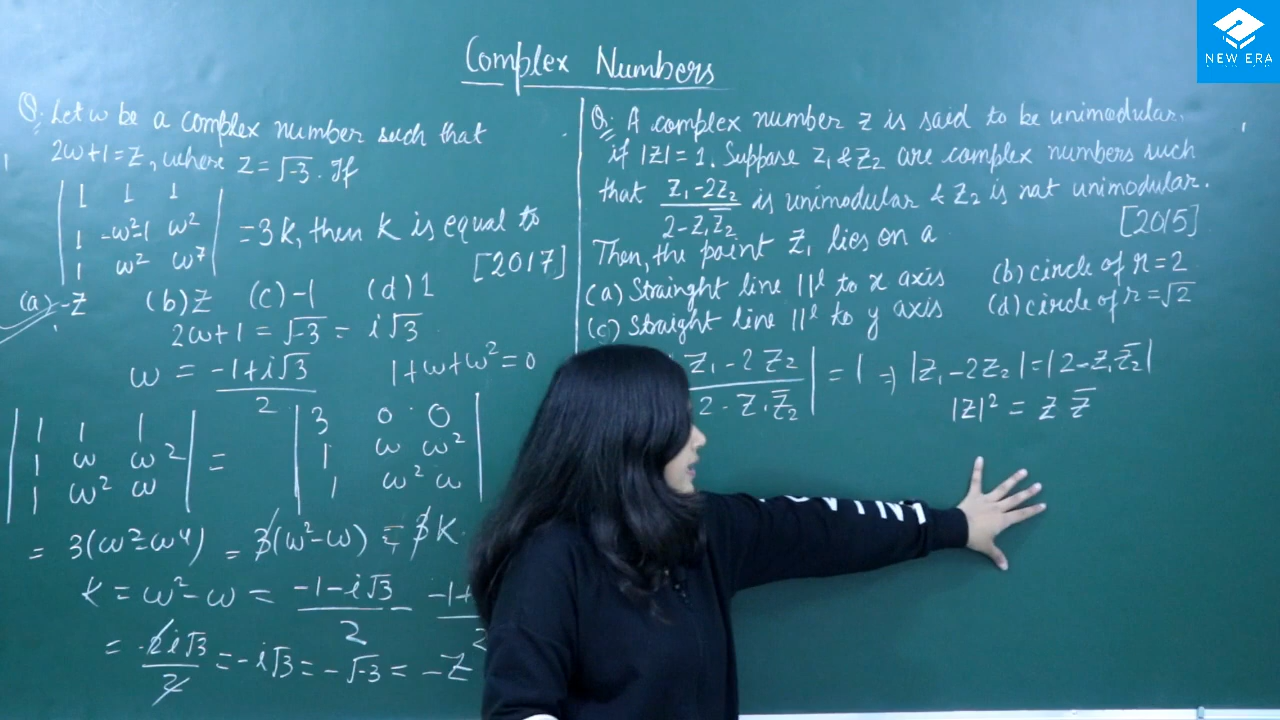 NEW ERA
Complex Numbers
Q: Let ω be a complex number such that
2ω+1=z, where z=√-3. If
| 1 1 1 |
| 1 -ω²-1 ω² | = 3k, then k is equal to
| 1 ω² ω⁷ |
[2017]
(a) -z (b) z (c) -1 (d) 1
2ω+1 = √-3 = i√3
ω = (-1+i√3)/2 1+ω+ω²=0
| 1 1 1 | | 3 0 0 |
| 1 ω ω² | = | 1 ω ω² |
| 1 ω² ω | | 1 ω² ω |
= 3(ω²-ω⁴) = 3(ω²-ω) = 3k.
k = ω²-ω = (-1-i√3)/2 -1+
= -2i√3/2 = -i√3 = -√-3 = -z
Q: A complex number z is said to be unimodular.
if |z|=1. Suppose z₁ & z₂ are complex numbers such
that (z₁-2z₂)/(2-z₁z̅₂) is unimodular & z₂ is not unimodular.
[2015]
Then, the point z₁ lies on a
(a) Strainght line ||ˡ to x axis (b) circle of r=2
(c) Straight line ||ˡ to y axis (d) circle of r=√2
(z₁-2z₂)/(2-z₁z̅₂)| = 1 ⇒ |z₁-2z₂|=|2-z₁z̅₂|
|z|² = z z̅